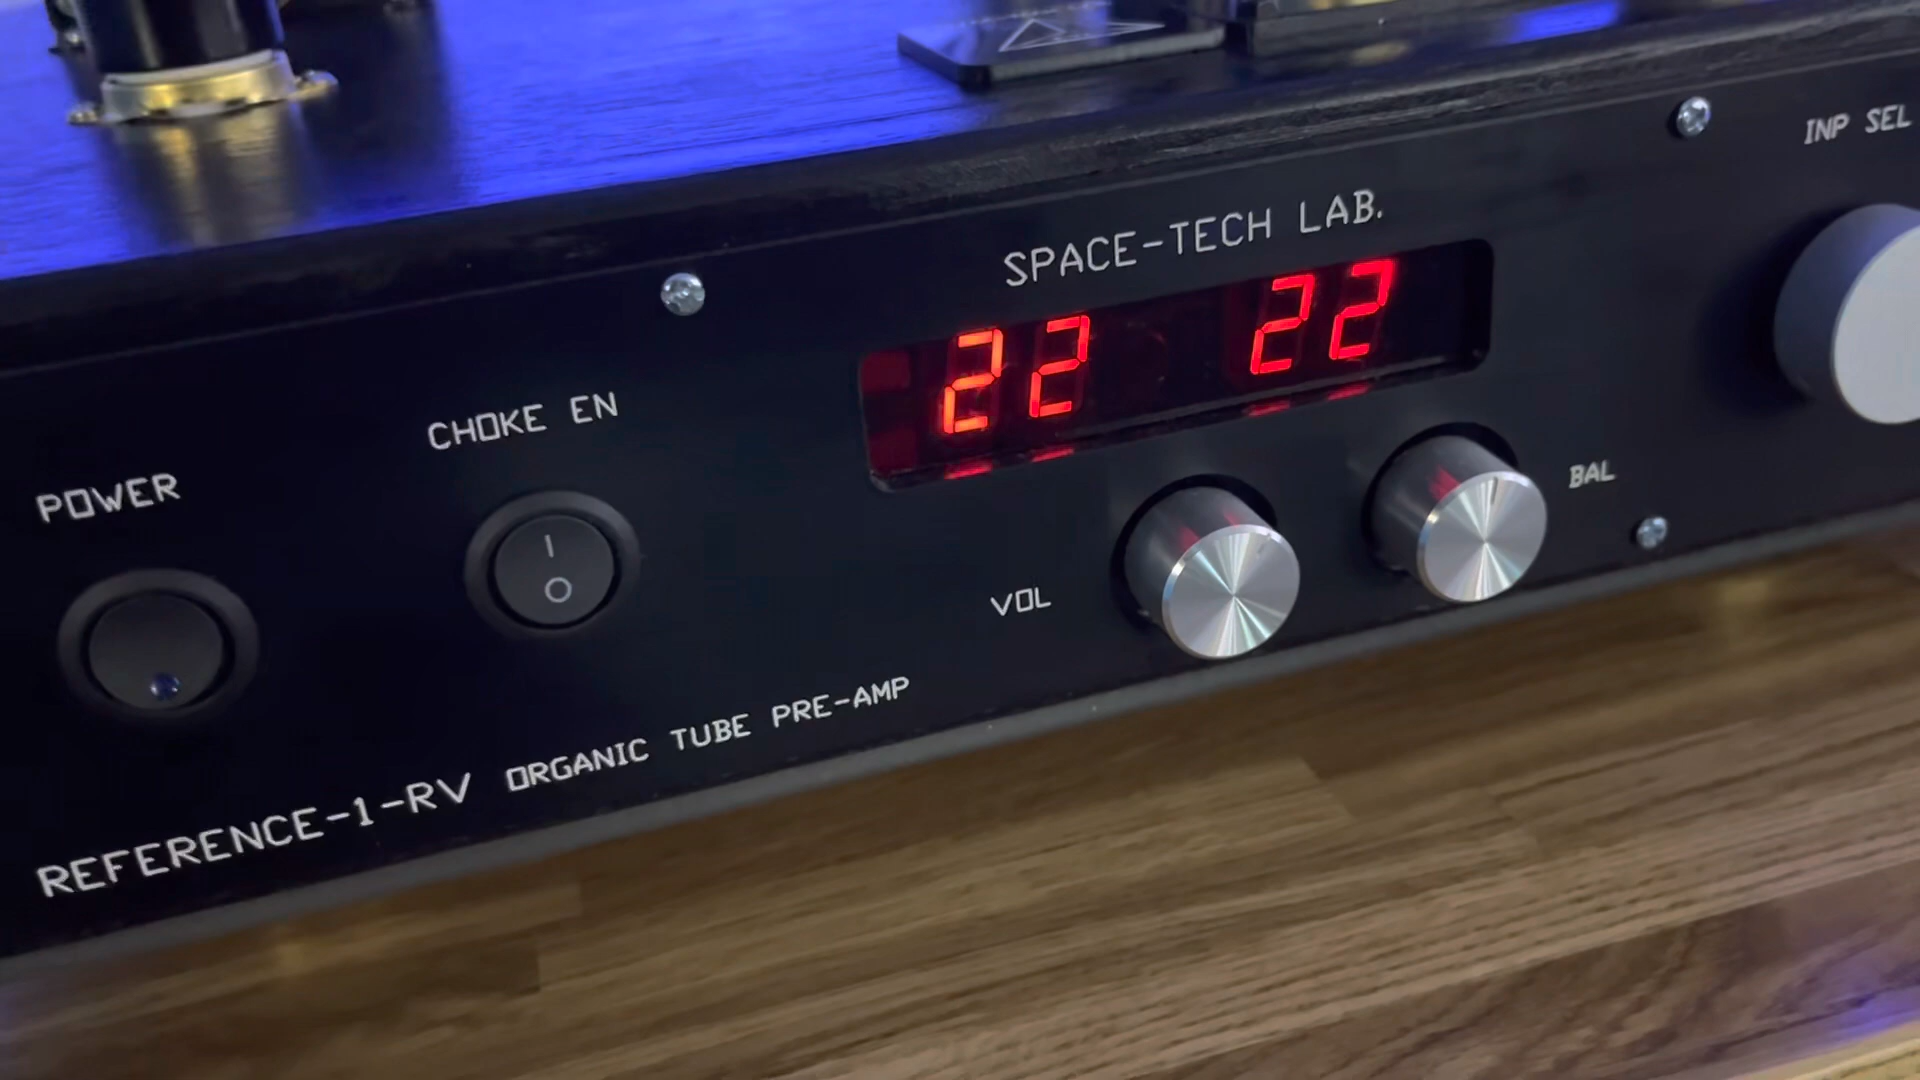 INP SEL
SPACE-TECH LAB.
22 22
CHOKE EN
POWER
BAL
VOL
I
O
REFERENCE-1-RV ORGANIC TUBE PRE-AMP